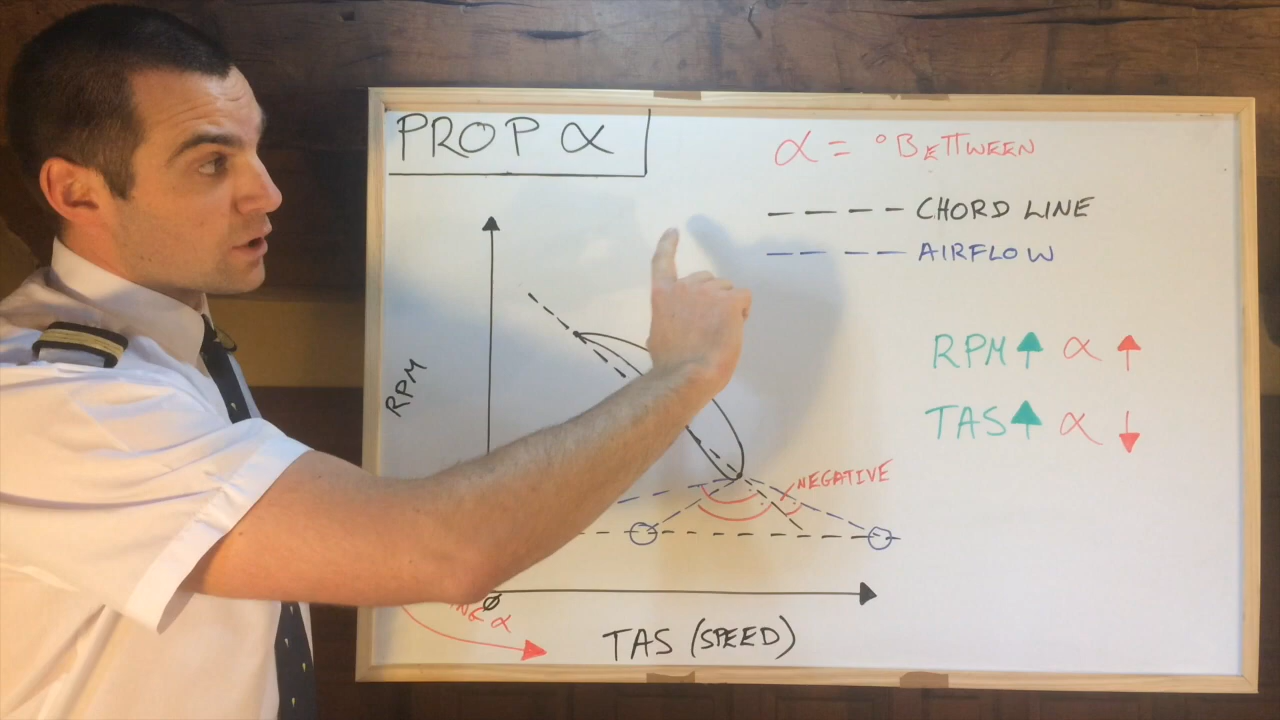 PROP α
α = °BETTWEEN
CHORD LINE
AIRFLOW
RPM ↑ α ↑
TAS ↑ α ↓
RPM
NEGATIVE
Ø
α
TAS (SPEED)